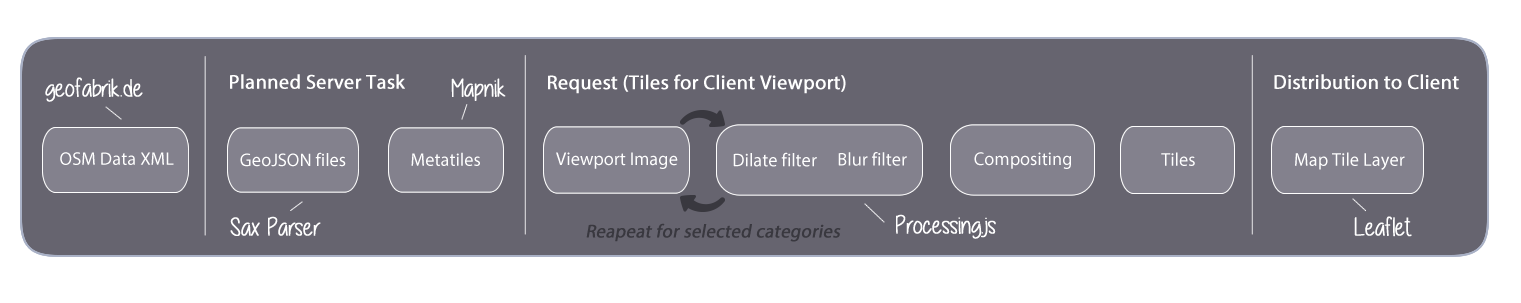 geofabrik.de
OSM Data XML
Planned Server Task
Mapnik
GeoJSON files
Metatiles
Sax Parser
Request (Tiles for Client Viewport)
Viewport Image
Dilate filter
Blur filter
Compositing
Tiles
Reapeat for selected categories
Processing.js
Distribution to Client
Map Tile Layer
Leaflet